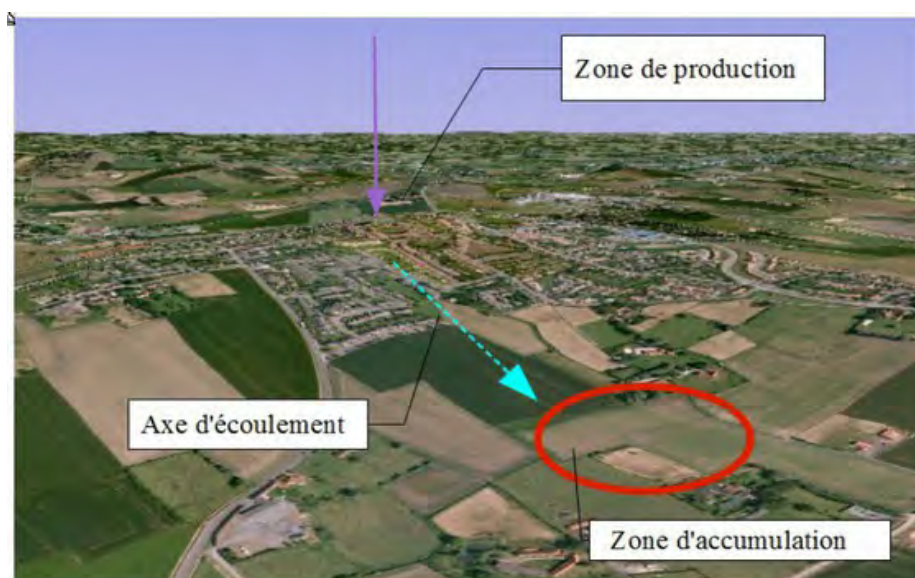 Zone de production
Axe d'écoulement
Zone d'accumulation